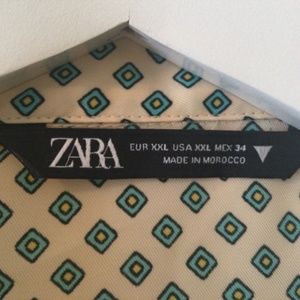 ZARA
EUR XXL USA XXL MEX 34
MADE IN MOROCCO